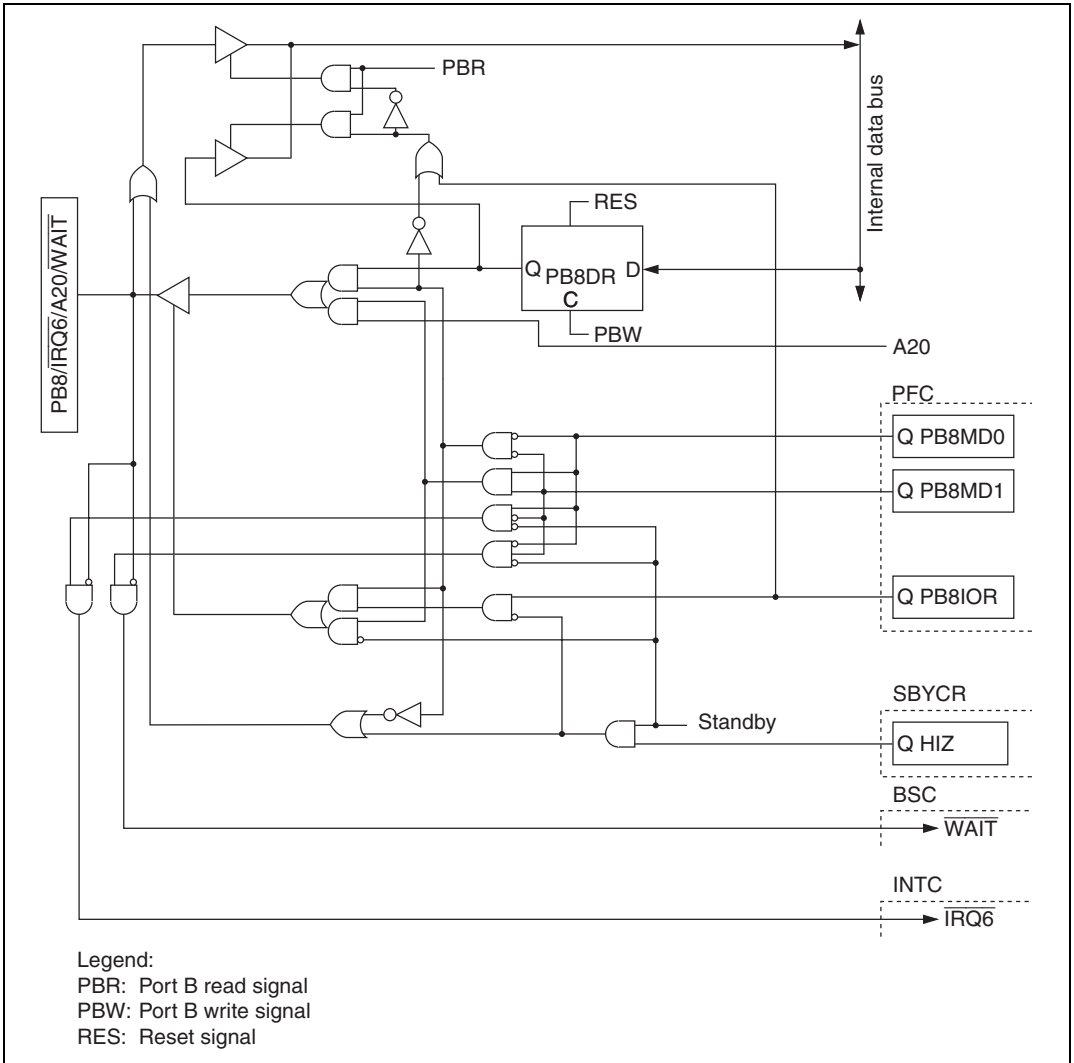 PBR
Internal data bus
RES
Q PB8DR D
C
PBW
PB8/IRQ6/A20/WAIT
A20
PFC
Q PB8MD0
Q PB8MD1
Q PB8IOR
SBYCR
Standby
Q HIZ
BSC
WAIT
INTC
IRQ6
Legend:
PBR: Port B read signal
PBW: Port B write signal
RES: Reset signal